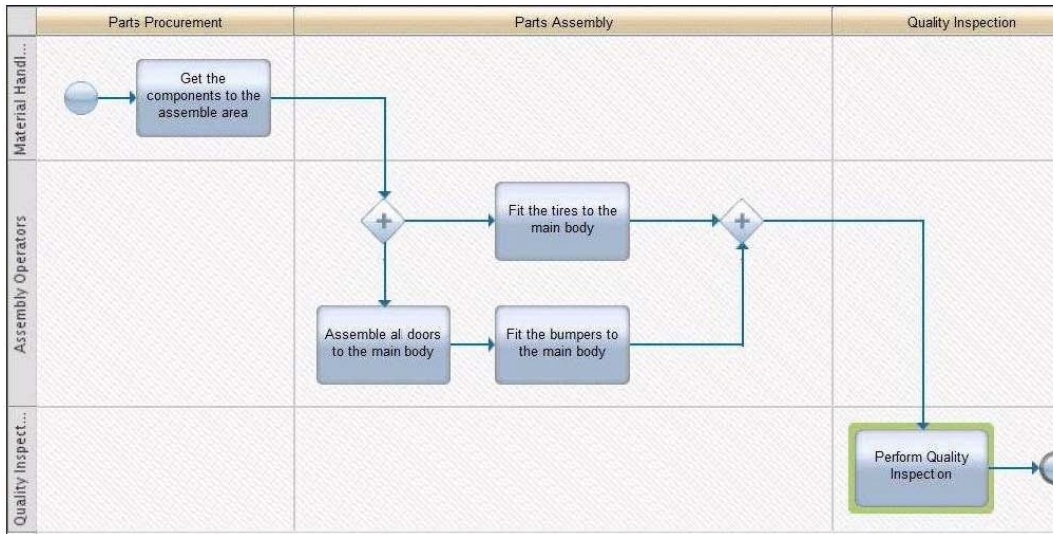 Parts Procurement
Parts Assembly
Quality Inspection
Material Handl...
Get the
components to the
assemble area
Assembly Operators
Fit the tires to the
main body
Assemble al doors
to the main body
Fit the bumpers to
the main body
Quality Inspect...
Perform Quality
Inspection